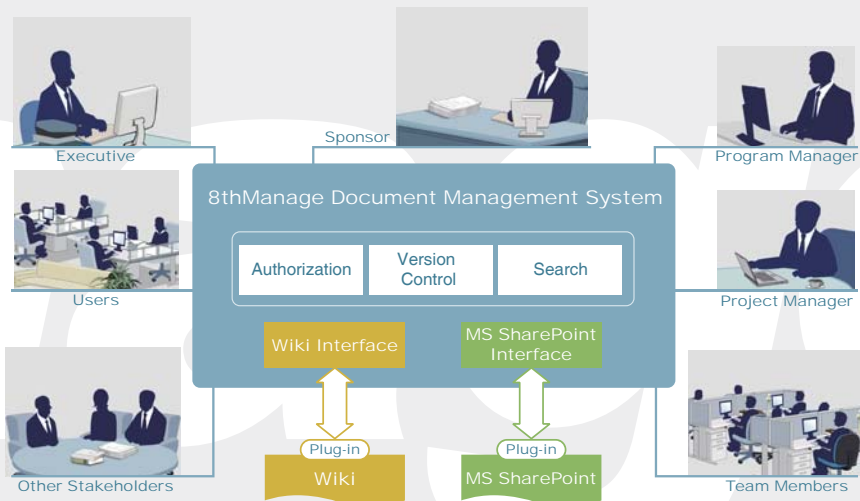 Sponsor
Executive
Program Manager
8thManage Document Management System
Authorization
Version
Control
Search
Users
Project Manager
Wiki Interface
MS SharePoint
Interface
Plug-in
Plug-in
Wiki
MS SharePoint
Other Stakeholders
Team Members